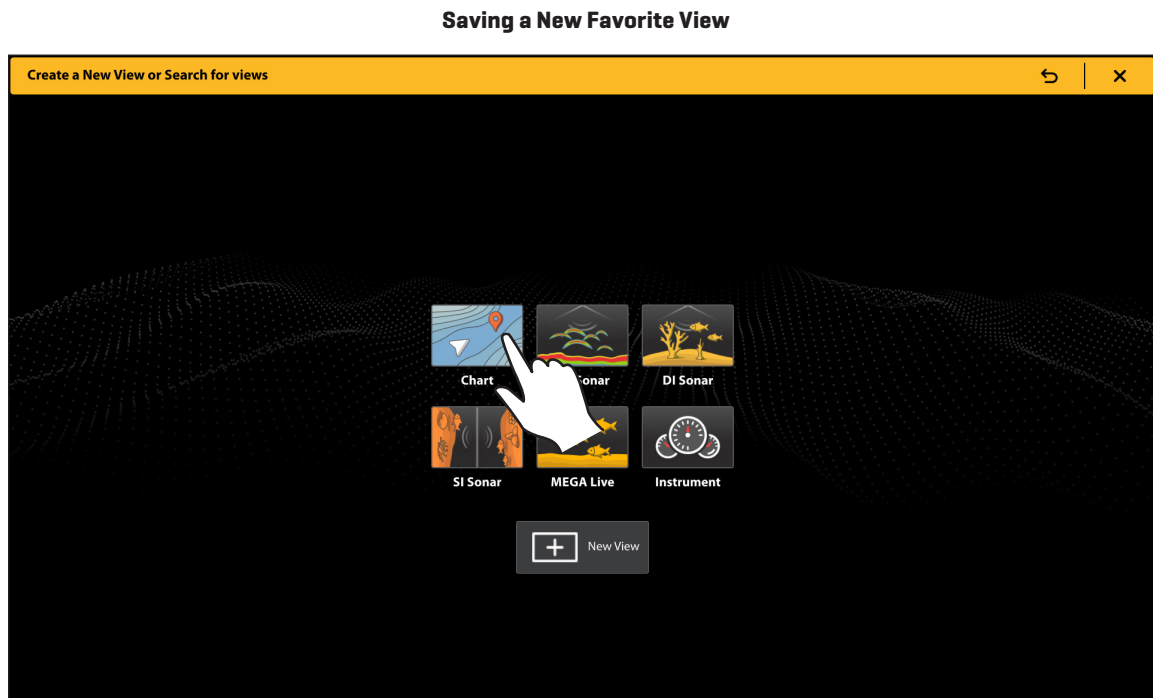 Saving a New Favorite View
Create a New View or Search for views
Chart
Sonar
DI Sonar
SI Sonar
MEGA Live
Instrument
New View